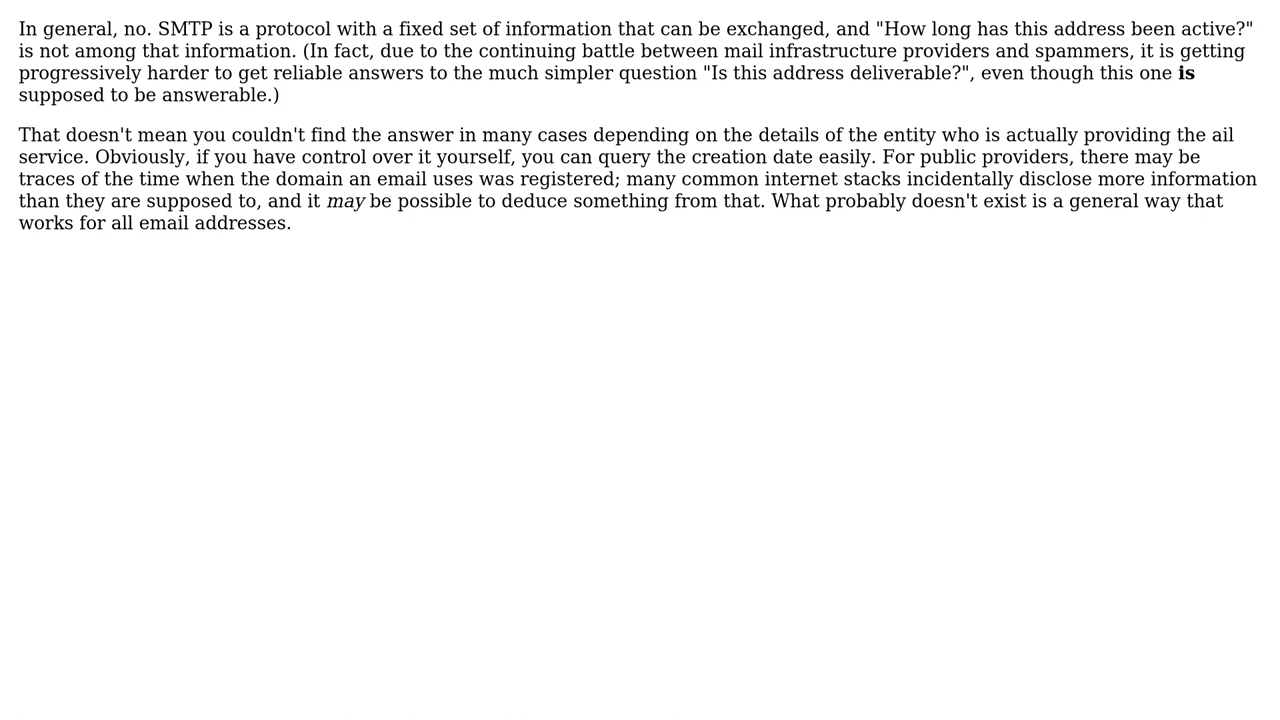 In general, no. SMTP is a protocol with a fixed set of information that can be exchanged, and "How long has this address been active?"
is not among that information. (In fact, due to the continuing battle between mail infrastructure providers and spammers, it is getting
progressively harder to get reliable answers to the much simpler question "Is this address deliverable?", even though this one is
supposed to be answerable.)
That doesn't mean you couldn't find the answer in many cases depending on the details of the entity who is actually providing the ail
service. Obviously, if you have control over it yourself, you can query the creation date easily. For public providers, there may be
traces of the time when the domain an email uses was registered; many common internet stacks incidentally disclose more information
than they are supposed to, and it may be possible to deduce something from that. What probably doesn't exist is a general way that
works for all email addresses.